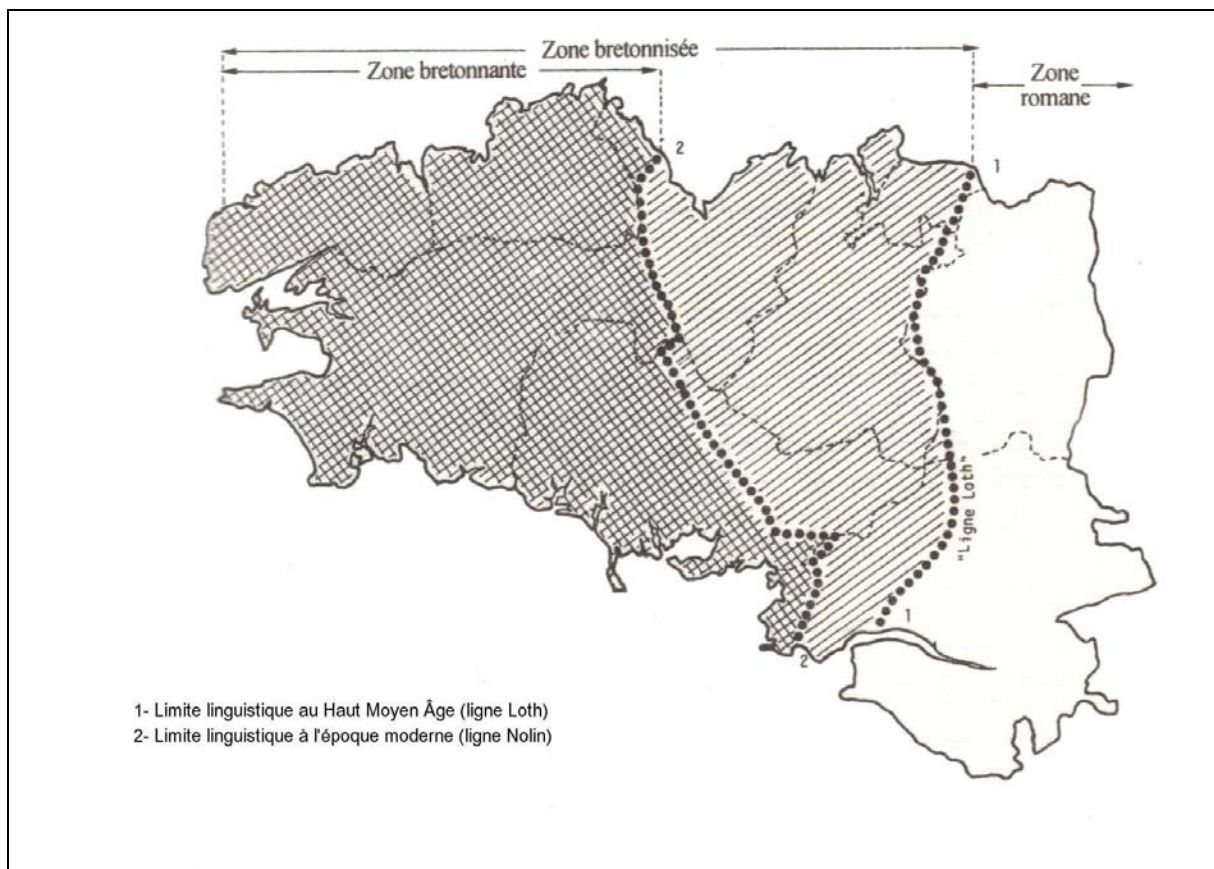 Zone bretonnisée
Zone bretonnante
Zone
romane
2
1
"Ligne Loth"
1
2
1- Limite linguistique au Haut Moyen Âge (ligne Loth)
2- Limite linguistique à l'époque moderne (ligne Nolin)